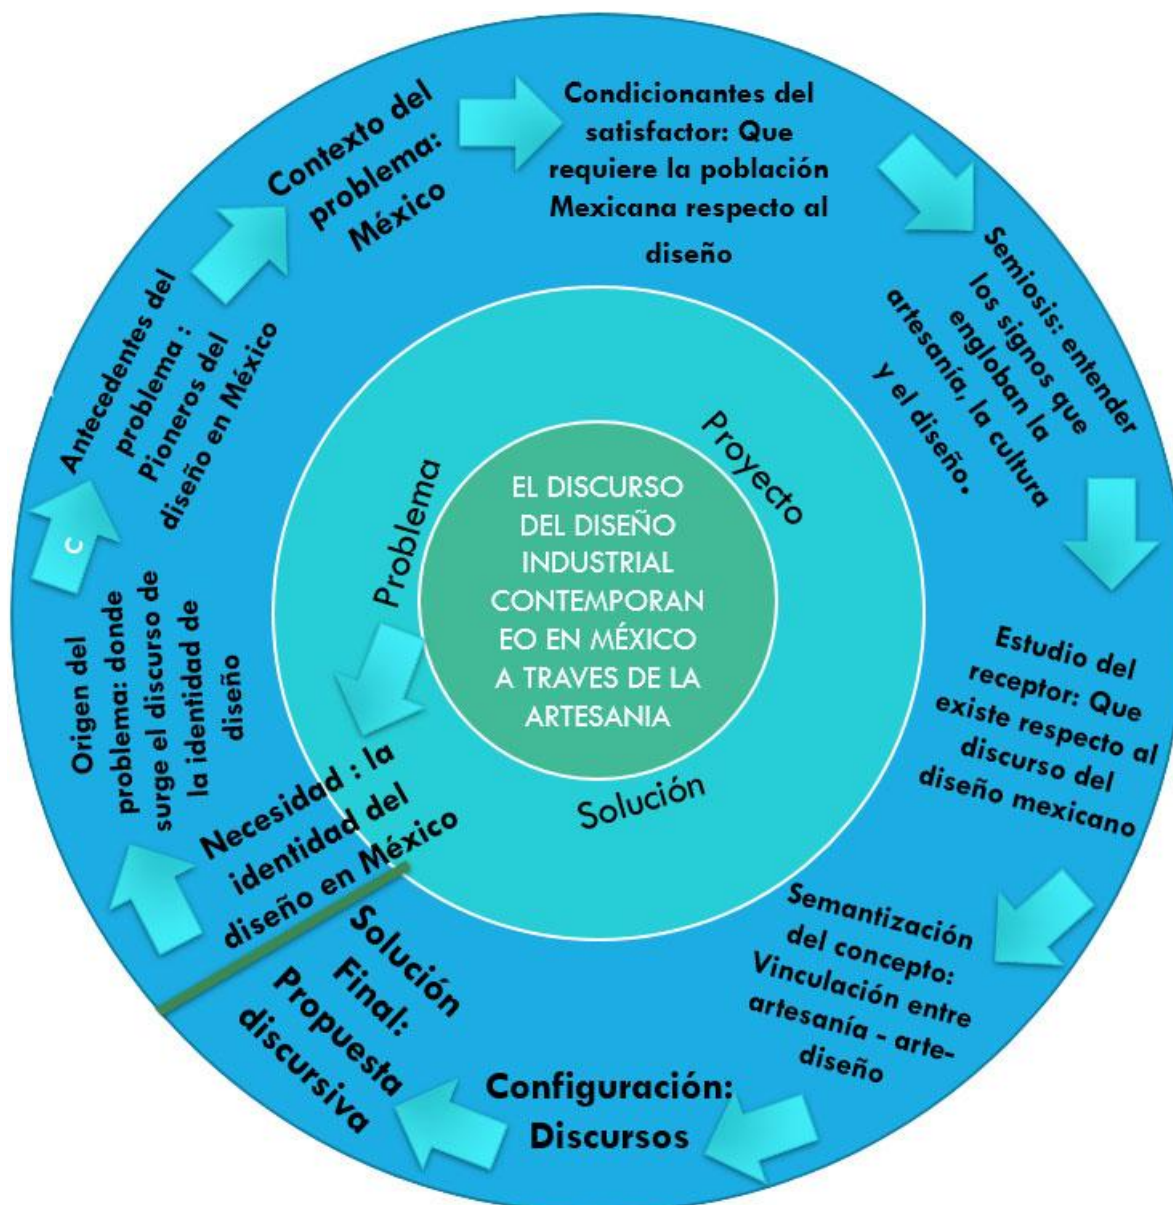 EL DISCURSO
DEL DISEÑO
INDUSTRIAL
CONTEMPORAN
EO EN MÉXICO
A TRAVES DE LA
ARTESANIA
Problema
Proyecto
Solución
Necesidad : la
identidad del
diseño en México
Origen del
problema: donde
surge el discurso de
la identidad de
diseño
C
Antecedentes del
problema :
Pioneros del
diseño en México
Contexto del
problema:
México
Condicionantes del
satisfactor: Que
requiere la población
Mexicana respecto al
diseño
Semiosis: entender
los signos que
engloban la
artesanía, la cultura
y el diseño.
Estudio del
receptor: Que
existe respecto al
discurso del
diseño mexicano
Semantización
del concepto:
Vinculación entre
artesanía - arte-
diseño
Configuración:
Discursos
Solución
Final:
Propuesta
discursiva